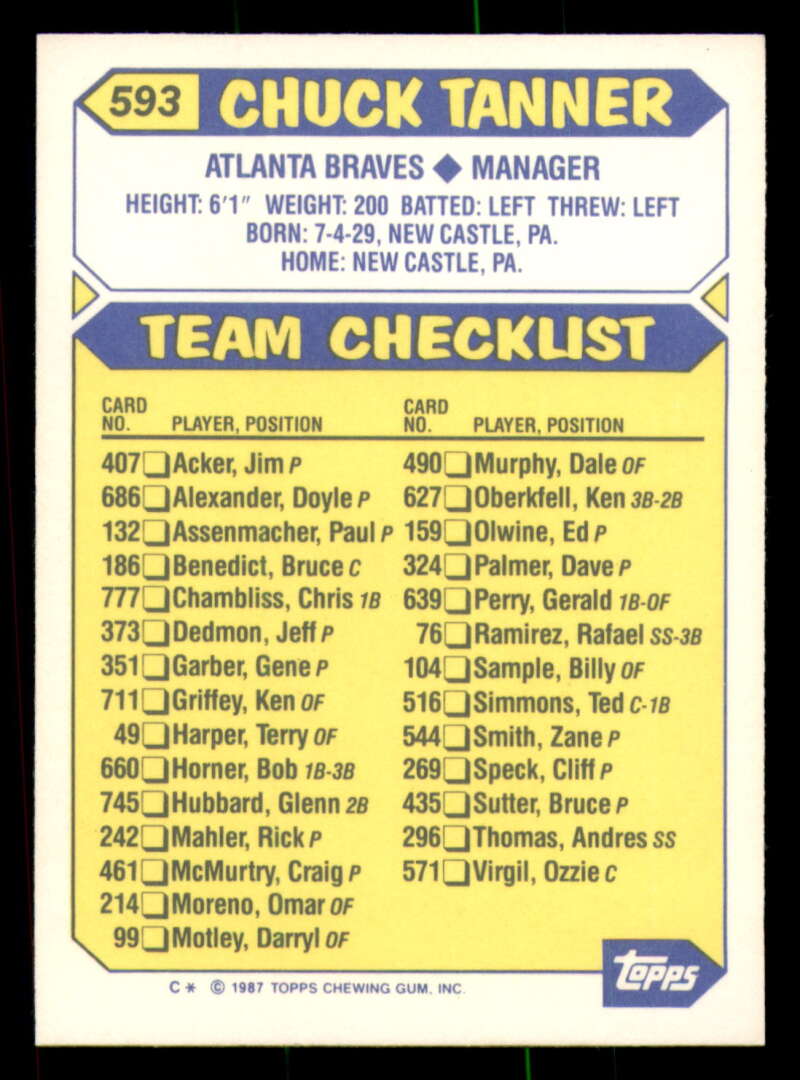 593 CHUCK TANNER
ATLANTA BRAVES ◆ MANAGER
HEIGHT: 6'1" WEIGHT: 200 BATTED: LEFT THREW: LEFT
BORN: 7-4-29, NEW CASTLE, PA.
HOME: NEW CASTLE, PA.
TEAM CHECKLIST
CARD NO. PLAYER, POSITION
407 Acker, Jim P
686 Alexander, Doyle P
132 Assenmacher, Paul P
186 Benedict, Bruce C
777 Chambliss, Chris 1B
373 Dedmon, Jeff P
351 Garber, Gene P
711 Griffey, Ken OF
49 Harper, Terry OF
660 Horner, Bob 1B-3B
745 Hubbard, Glenn 2B
242 Mahler, Rick P
461 McMurtry, Craig P
214 Moreno, Omar OF
99 Motley, Darryl OF
CARD NO. PLAYER, POSITION
490 Murphy, Dale OF
627 Oberkfell, Ken 3B-2B
159 Olwine, Ed P
324 Palmer, Dave P
639 Perry, Gerald 1B-OF
76 Ramirez, Rafael SS-3B
104 Sample, Billy OF
516 Simmons, Ted C-1B
544 Smith, Zane P
269 Speck, Cliff P
435 Sutter, Bruce P
296 Thomas, Andres SS
571 Virgil, Ozzie C
topps
C * © 1987 TOPPS CHEWING GUM, INC.